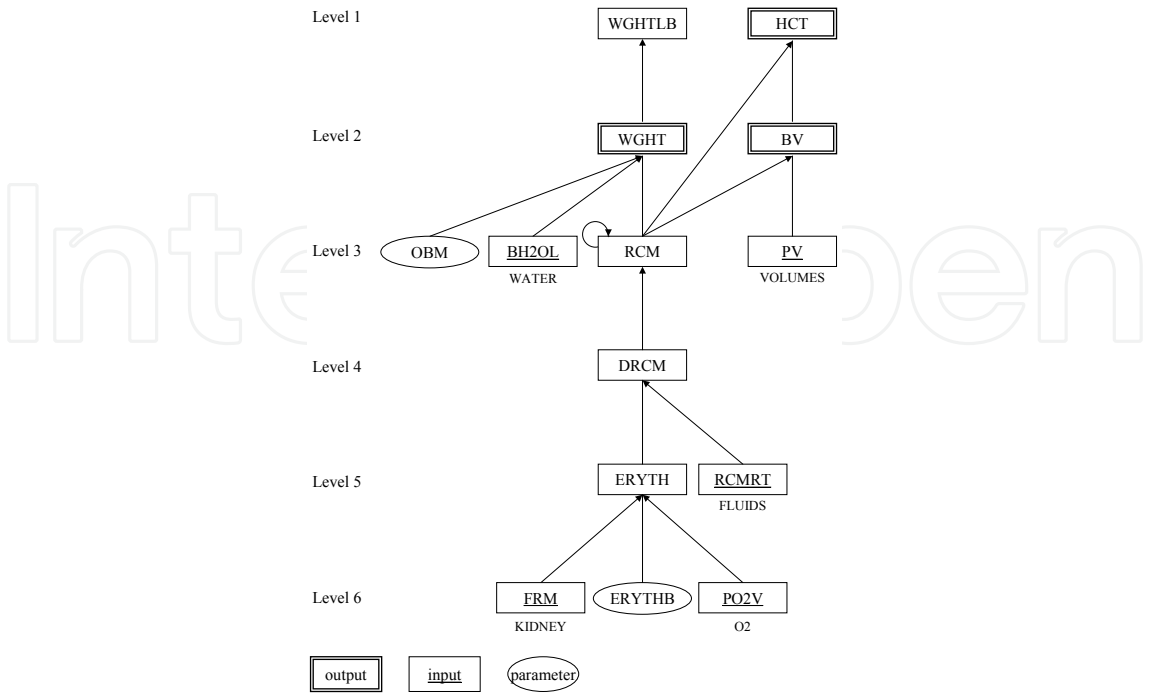 Level 1 WGHTLB HCT
Level 2 WGHT BV
Level 3 OBM BH2OL RCM PV
WATER VOLUMES
Level 4 DRCM
Level 5 ERYTH RCMRT
FLUIDS
Level 6 FRM ERYTHB PO2V
KIDNEY O2
output input parameter